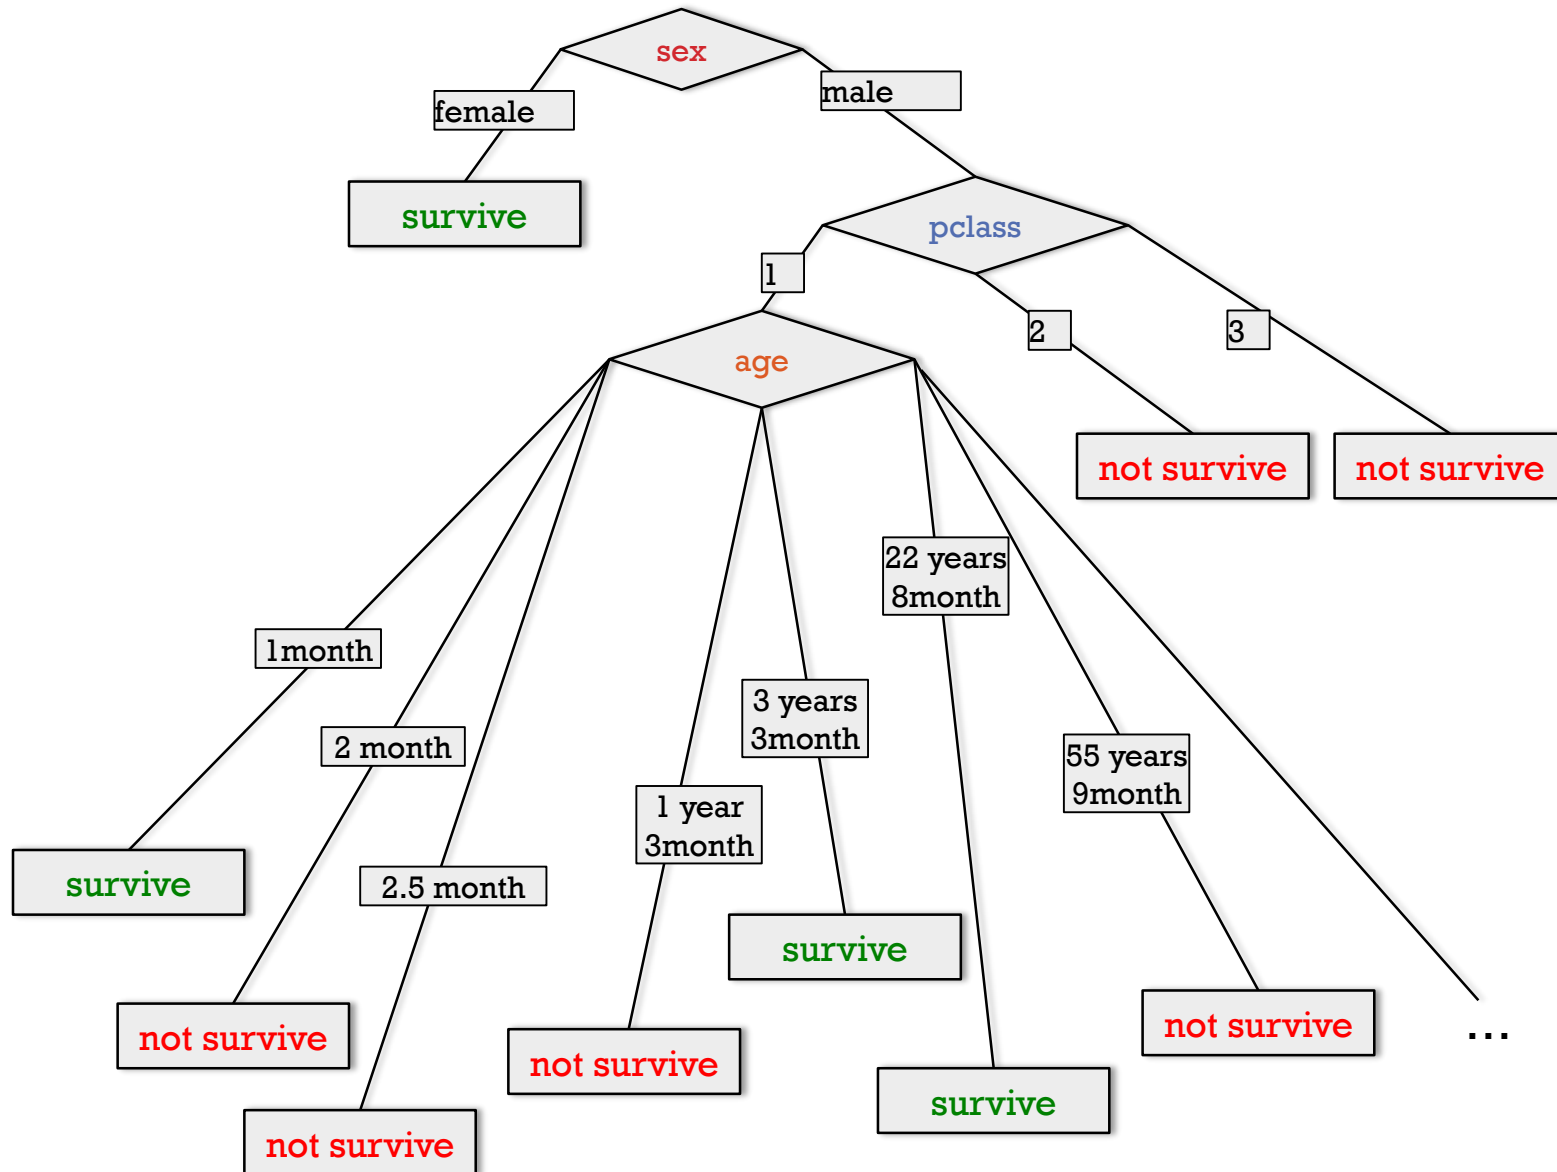 sex
female
male
survive
pclass
1
2
3
age
not survive
not survive
22 years
8month
1month
3 years
3month
2 month
55 years
9month
1 year
3month
survive
2.5 month
survive
not survive
not survive
...
not survive
survive
not survive